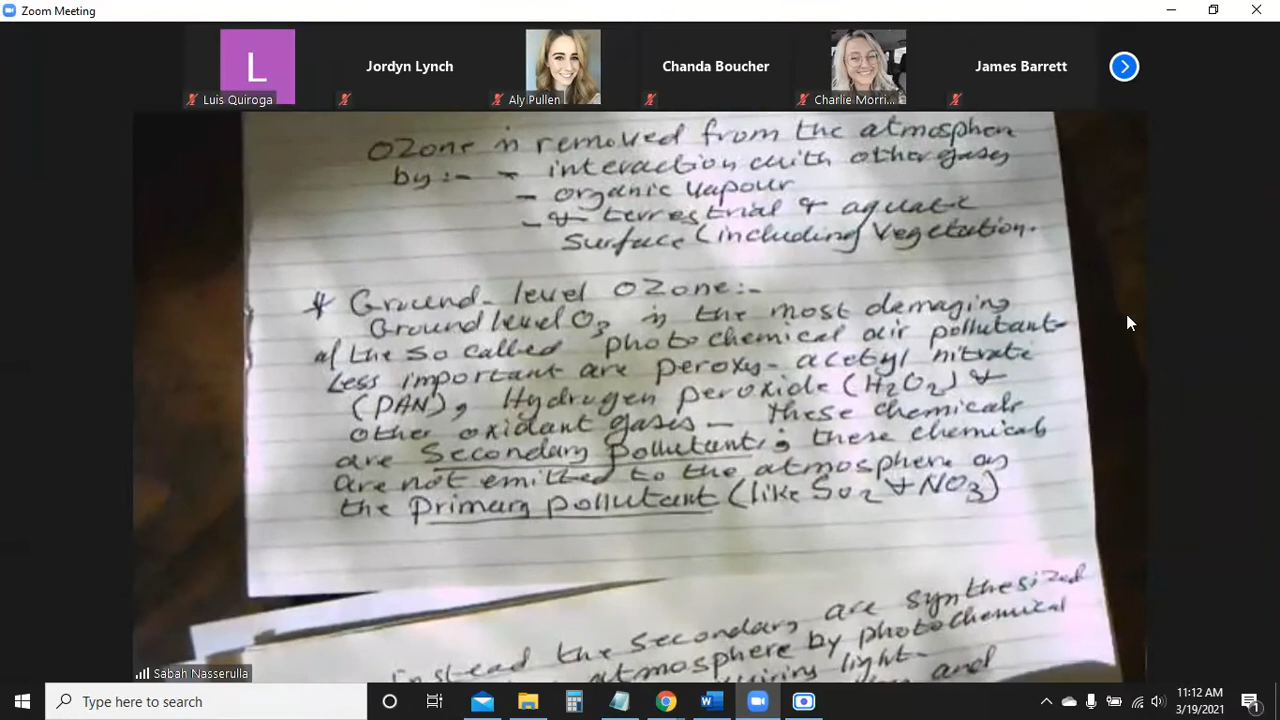 Zoom Meeting
L
Luis Quiroga
Jordyn Lynch
Aly Pullen
Chanda Boucher
Charlie Morri...
James Barrett
Ozone is removed from the atmosphere
by :- - interaction with other gases
- organic vapour
- & terrestrial & aquatic
surface (including vegetation.
* Ground-level Ozone:-
Ground level O3 is the most damaging
of the so called photochemical air pollutant
Less important are peroxy-acetyl nitrate
(PAN), Hydrogen peroxide (H2O2) &
other oxidant gases - these chemicals
are Secondary pollutant; these chemicals
are not emitted to the atmosphere as
the Primary pollutant (like SO2 & NO3)
instead the secondary are synthesized
atmosphere by photochemical
light-
and
Sabah Nasserulla
Type here to search
11:12 AM
3/19/2021
1